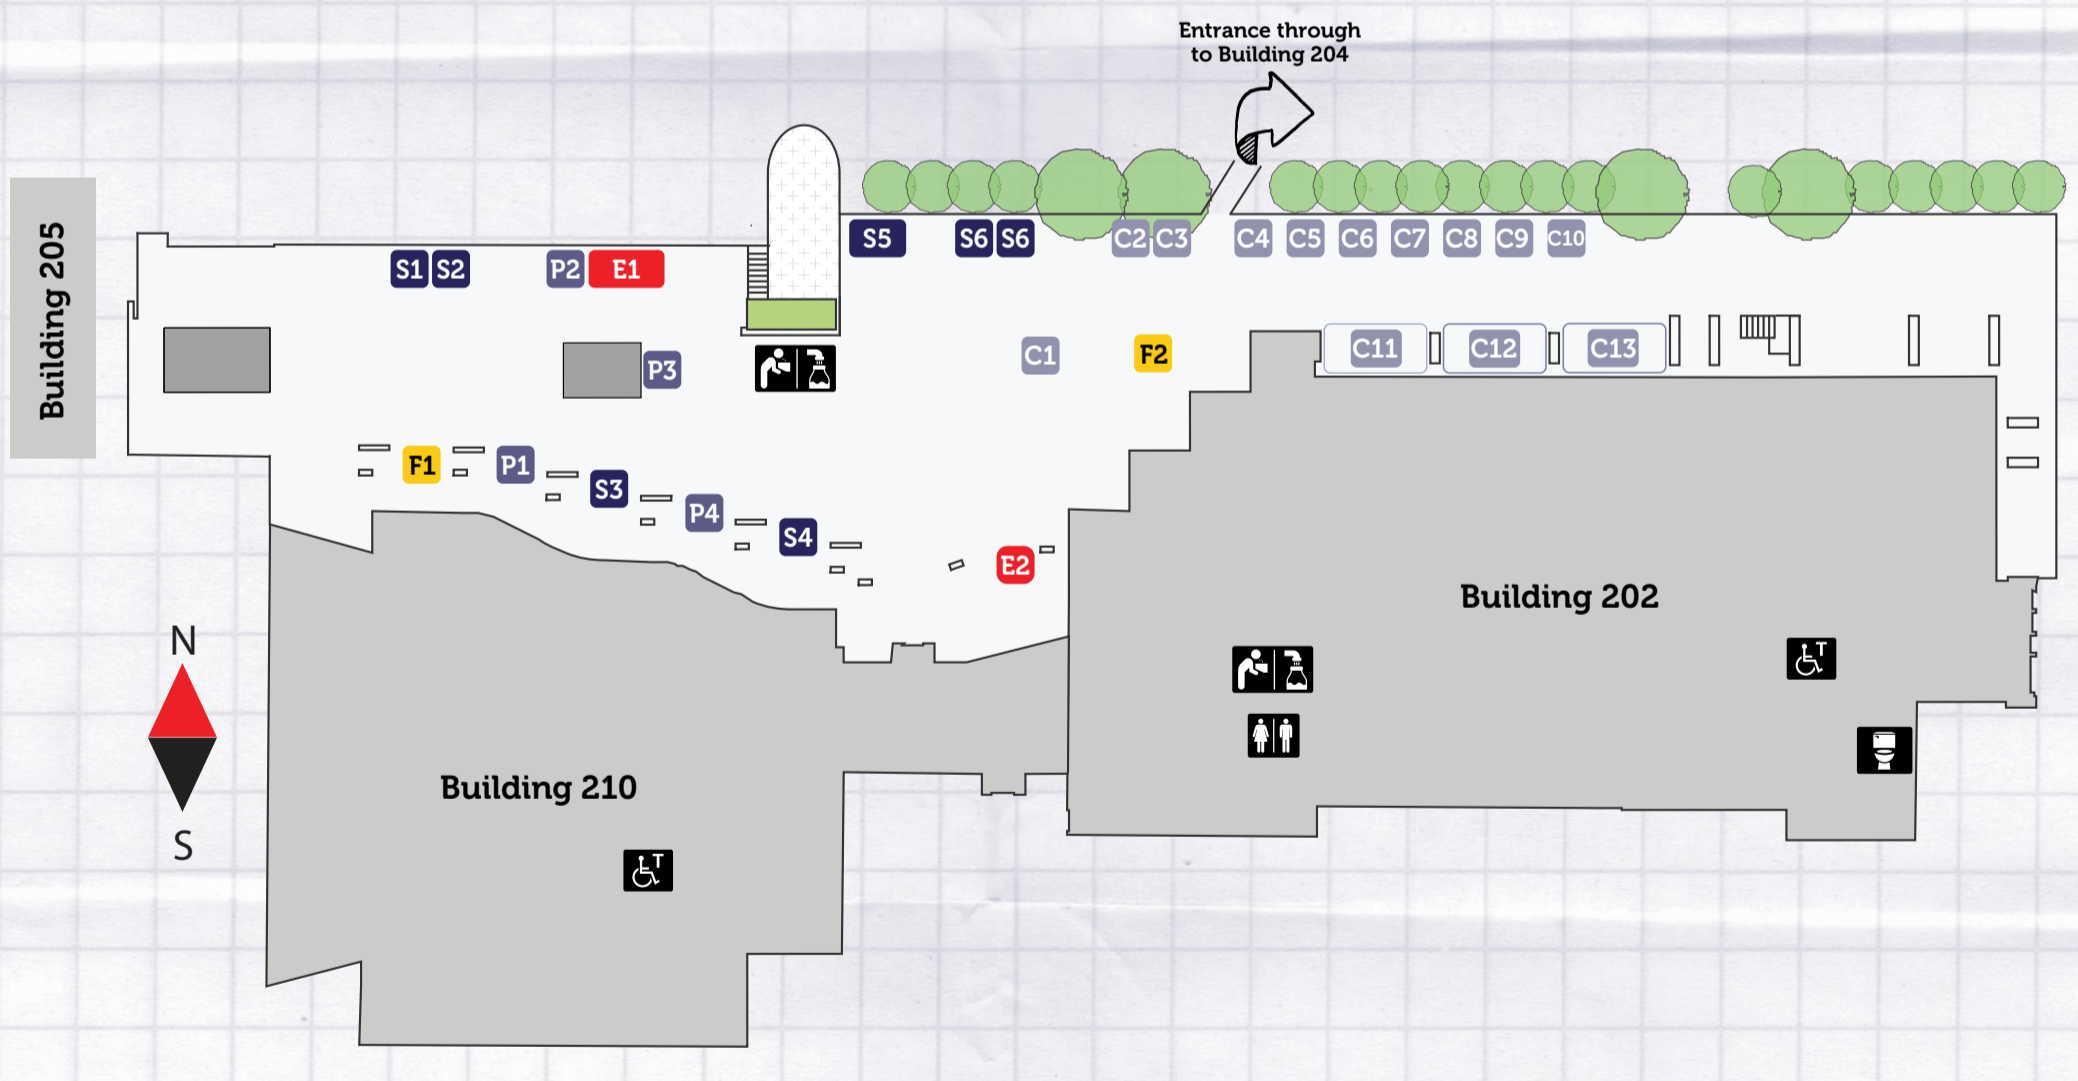 Entrance through
to Building 204
Building 205
S1 S2 P2 E1
S5 S6 S6 C2 C3 C4 C5 C6 C7 C8 C9 C10
P3
C1 F2 C11 C12 C13
F1 P1 S3 P4 S4 E2
Building 202
T
N
S
Building 210
T